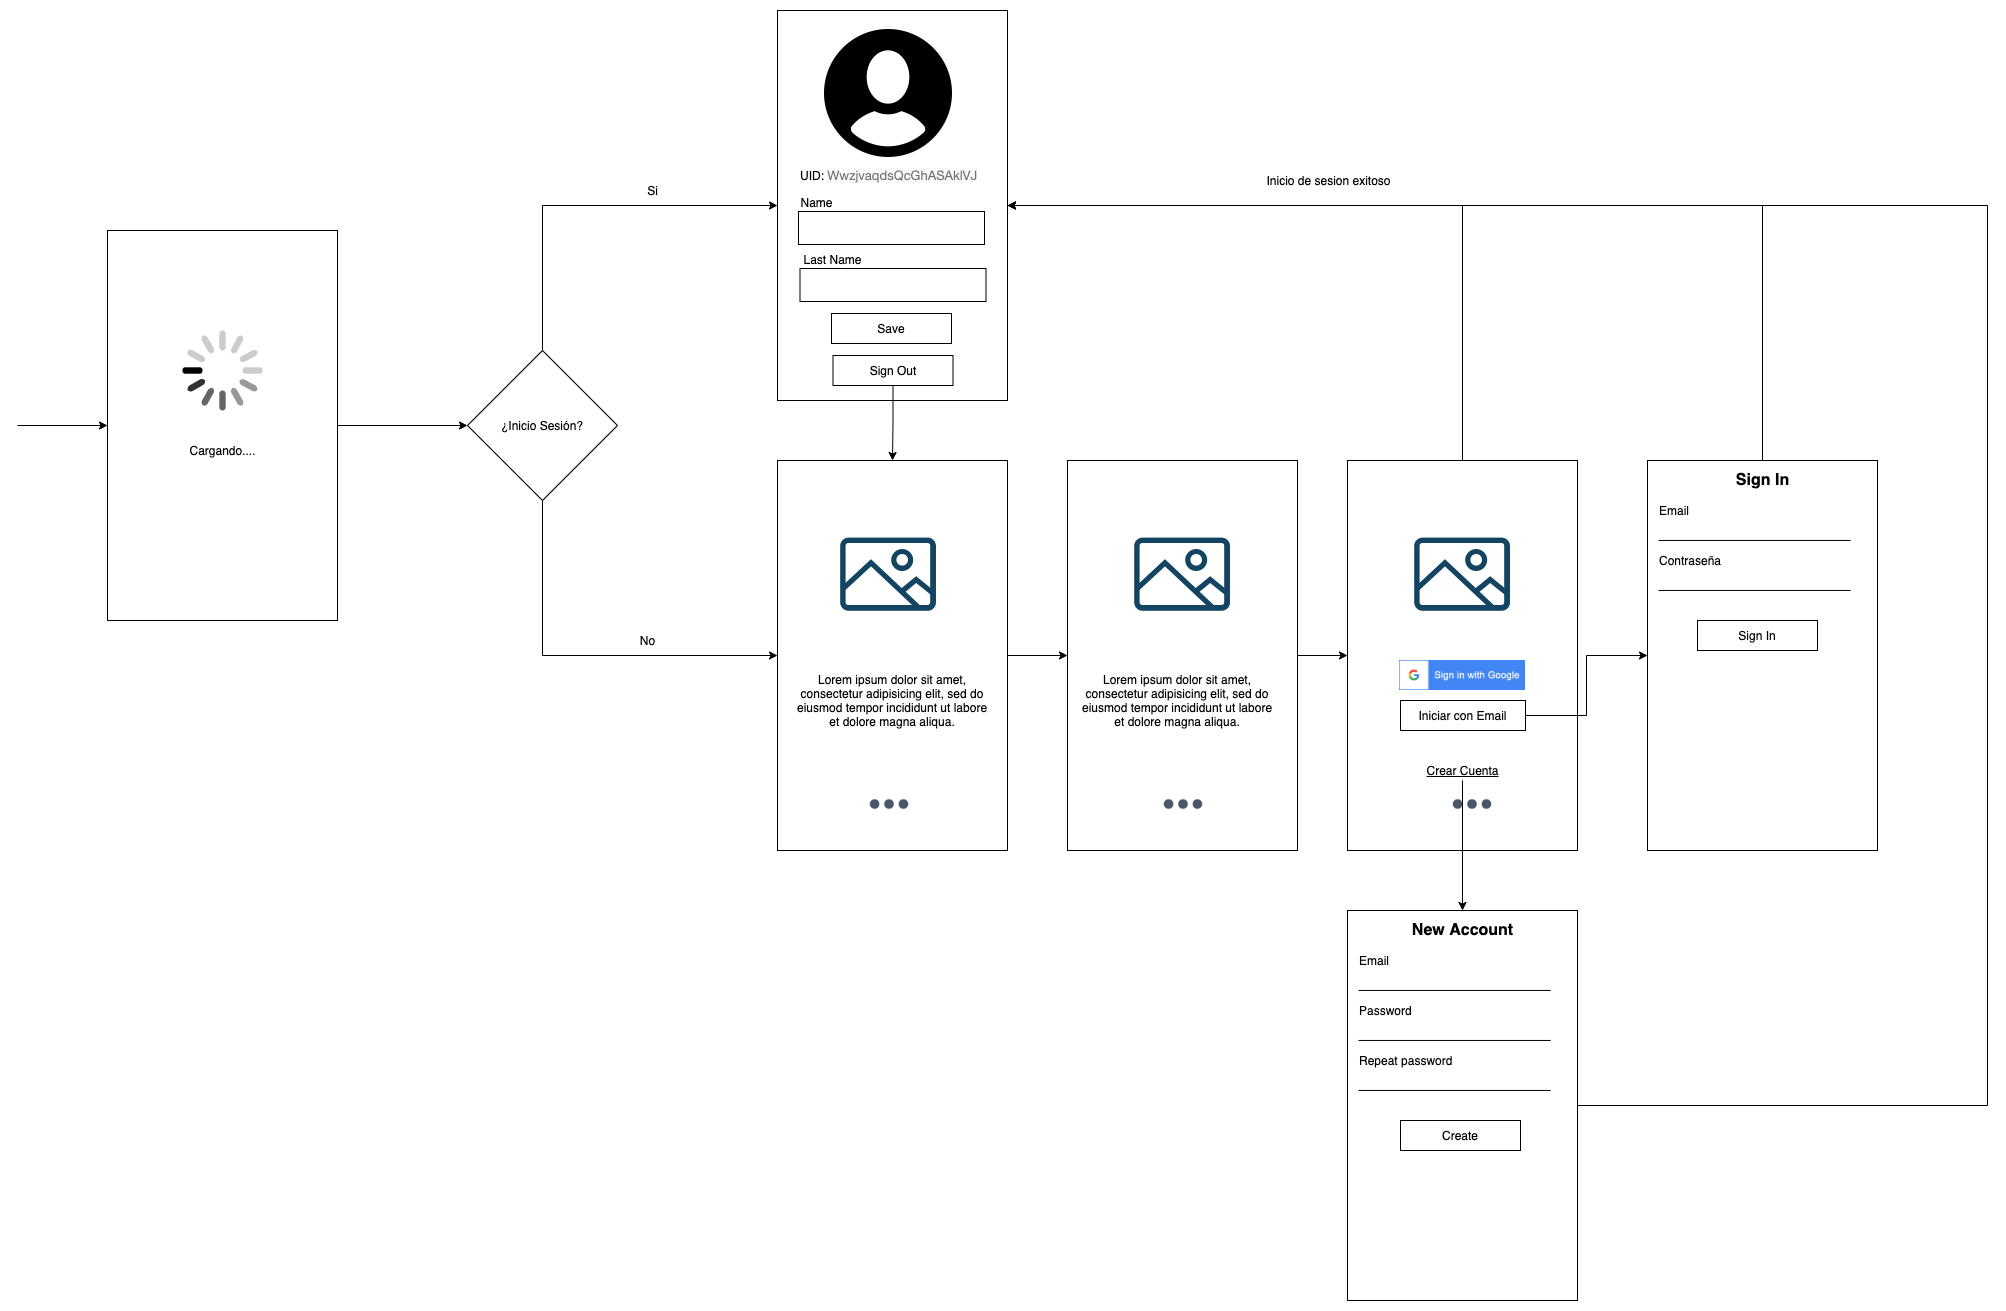 Cargando....
¿Inicio Sesión?
Si
No
UID: WwzjvaqdsQcGhASAklVJ
Name
Last Name
Save
Sign Out
Inicio de sesion exitoso
Lorem ipsum dolor sit amet,
consectetur adipisicing elit, sed do
eiusmod tempor incididunt ut labore
et dolore magna aliqua.
Lorem ipsum dolor sit amet,
consectetur adipisicing elit, sed do
eiusmod tempor incididunt ut labore
et dolore magna aliqua.
G Sign in with Google
Iniciar con Email
Crear Cuenta
Sign In
Email
Contraseña
Sign In
New Account
Email
Password
Repeat password
Create